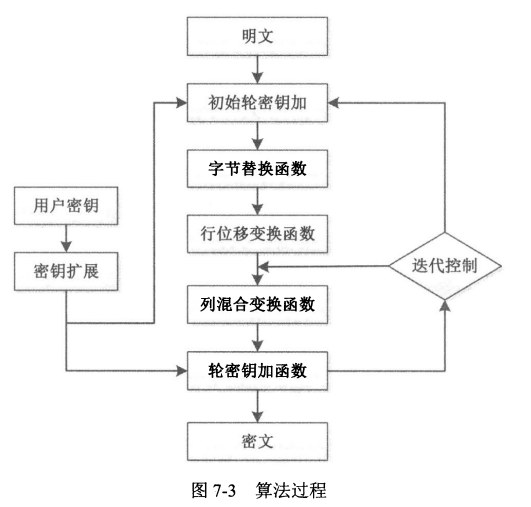 明文
初始轮密钥加
字节替换函数
用户密钥
行位移变换函数
密钥扩展
迭代控制
列混合变换函数
轮密钥加函数
密文
图 7-3 算法过程